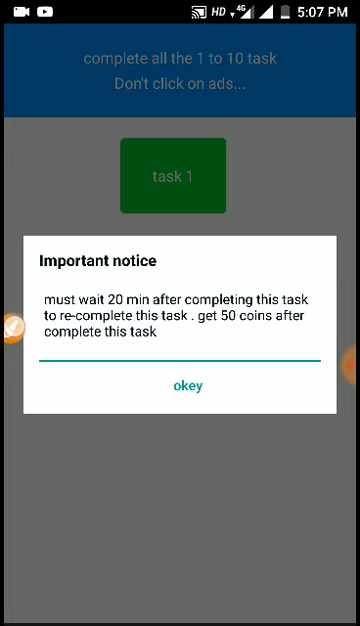 HD 4G 5:07 PM
complete all the 1 to 10 task
Don't click on ads...
task 1
Important notice
must wait 20 min after completing this task
to re-complete this task . get 50 coins after
complete this task
okey